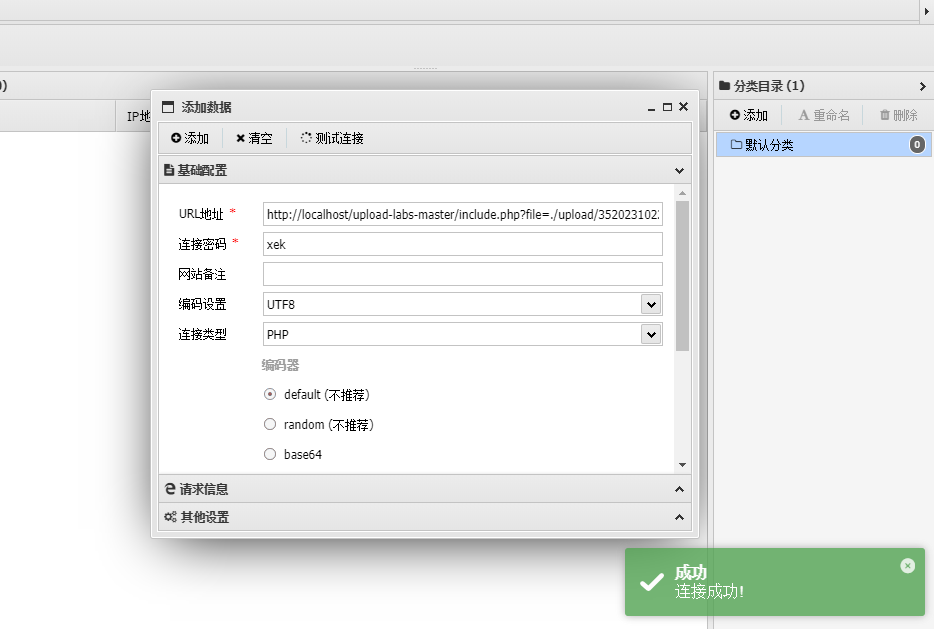 )
IP地
添加数据
添加 清空 测试连接
基础配置
URL地址 * http://localhost/upload-labs-master/include.php?file=./upload/352023102
连接密码 * xek
网站备注
编码设置 UTF8
连接类型 PHP
编码器
default (不推荐)
random (不推荐)
base64
请求信息
其他设置
分类目录 (1)
添加 重命名 删除
默认分类 0
成功
连接成功!